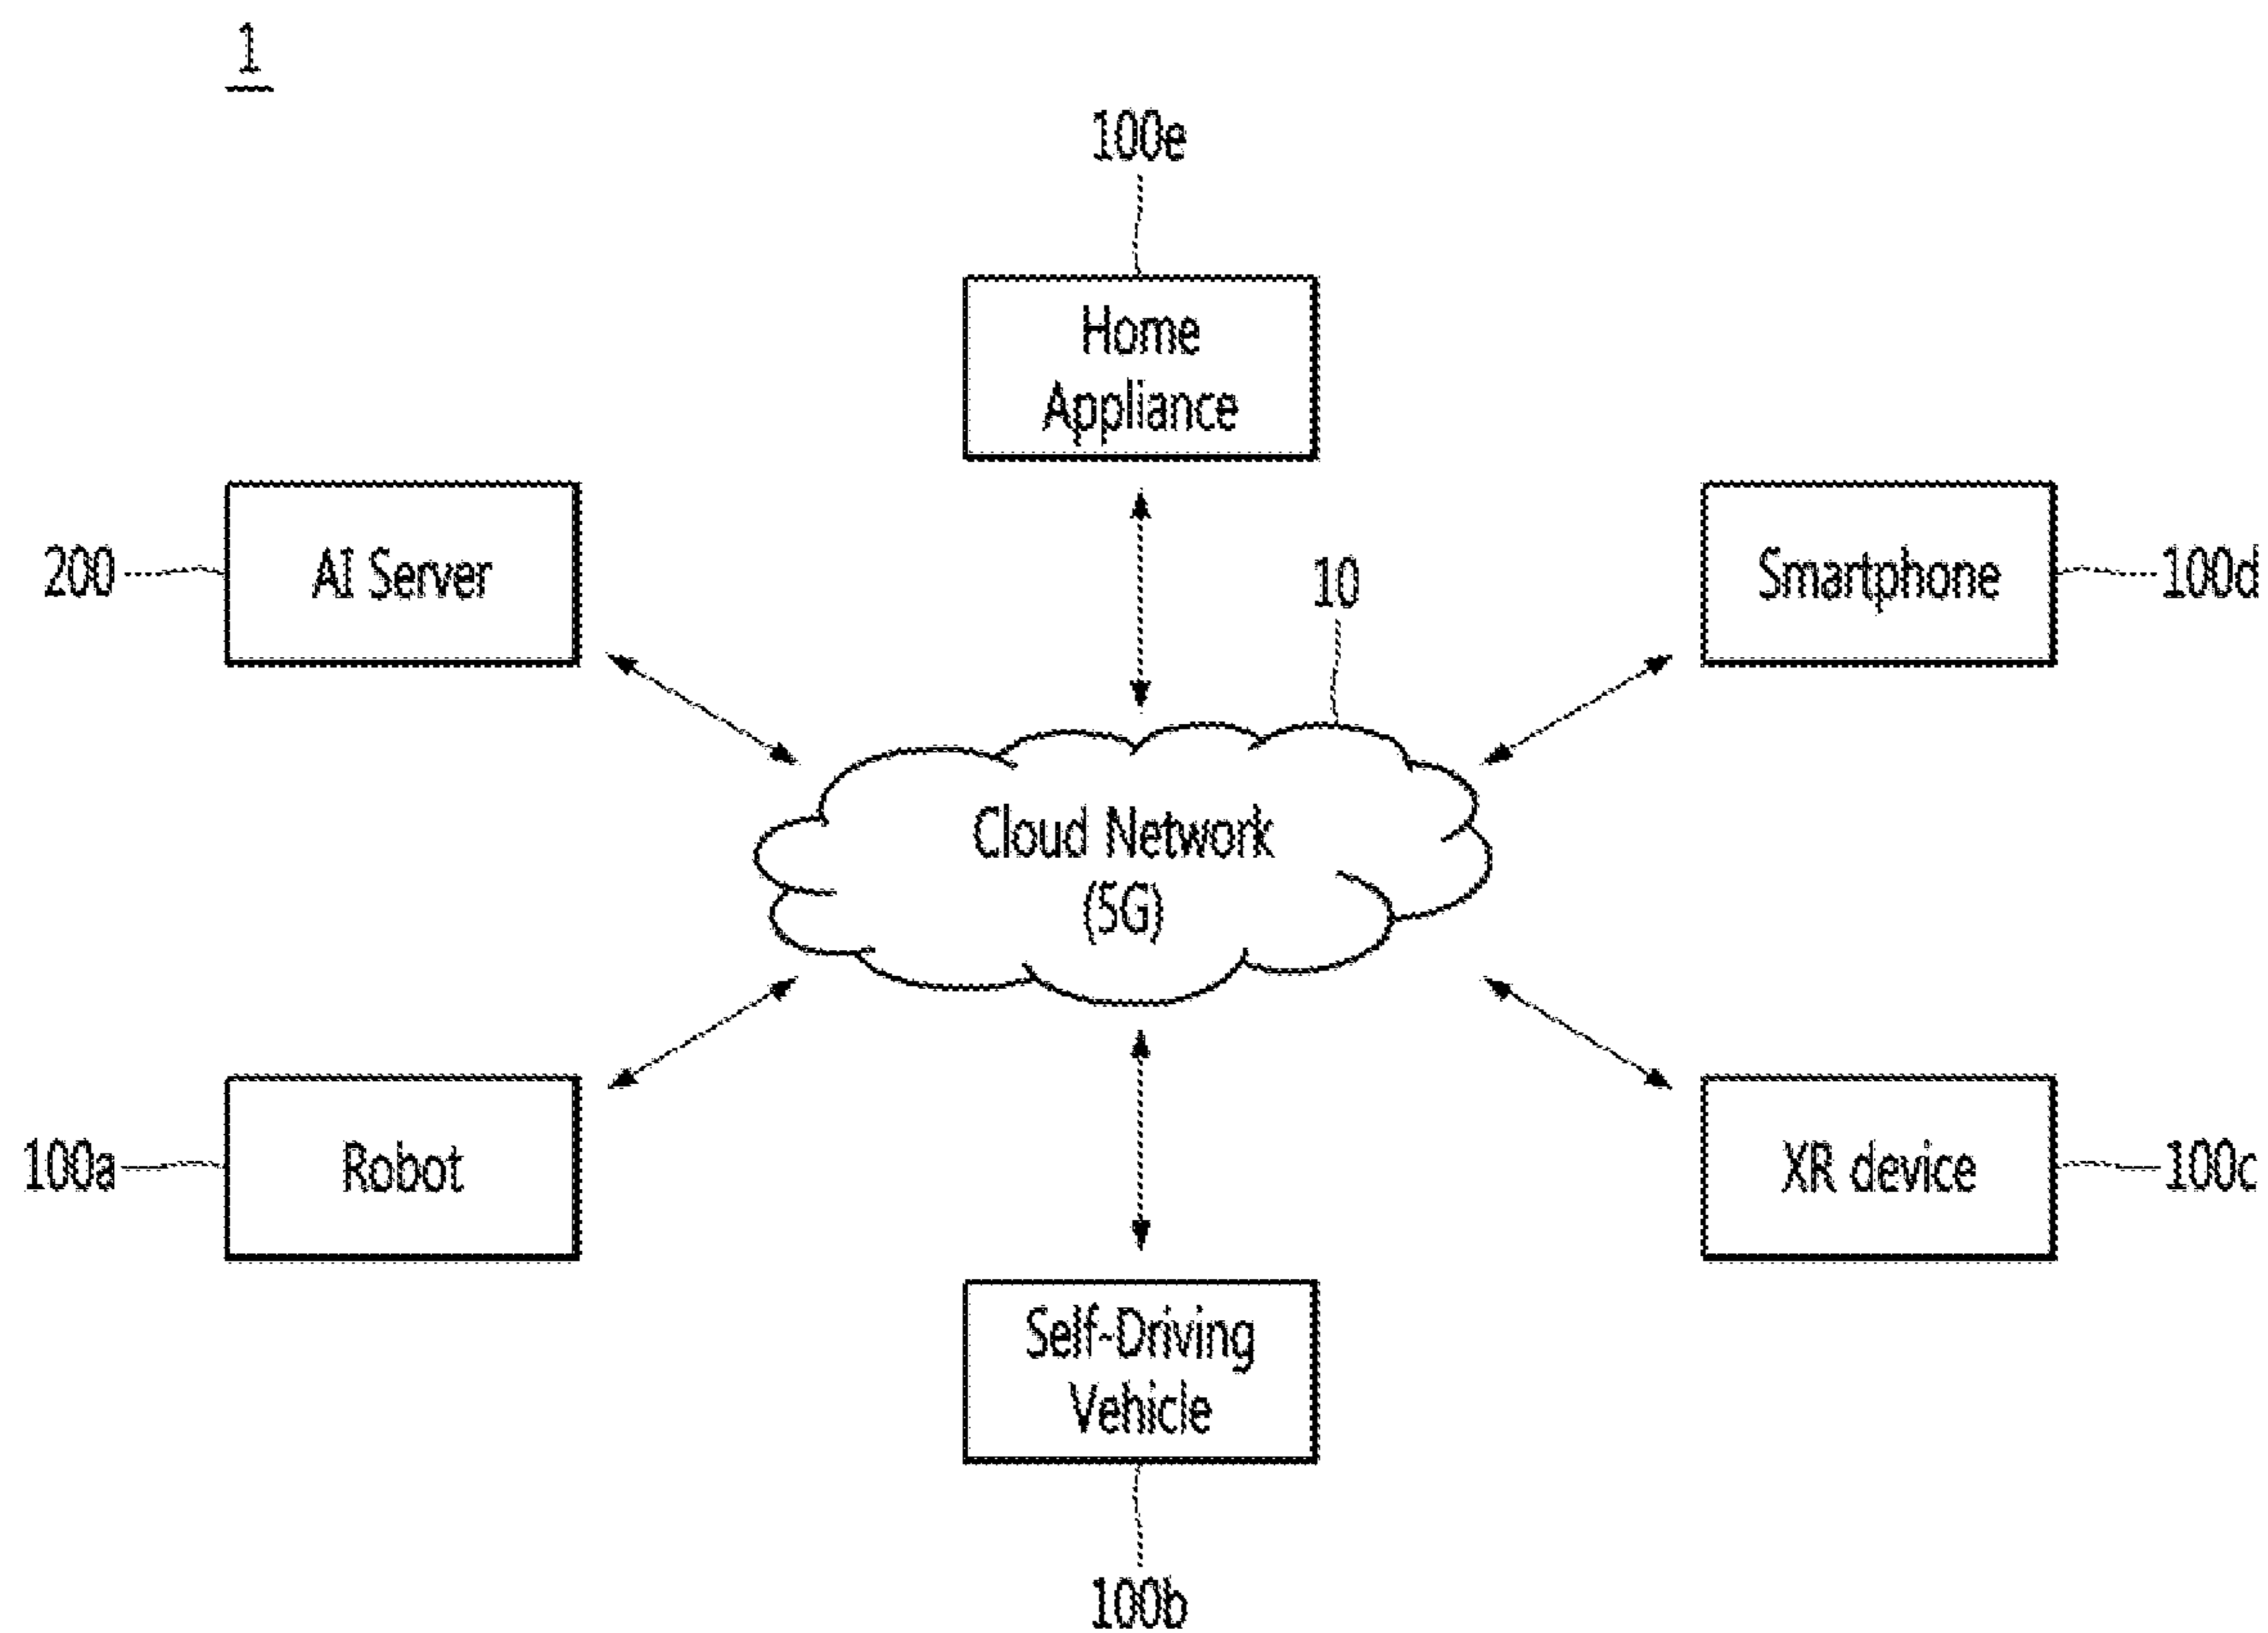 1
100e
Home
Appliance
200
AI Server
10
Smartphone
100d
Cloud Network
(5G)
100a
Robot
XR device
100c
Self-Driving
Vehicle
100b